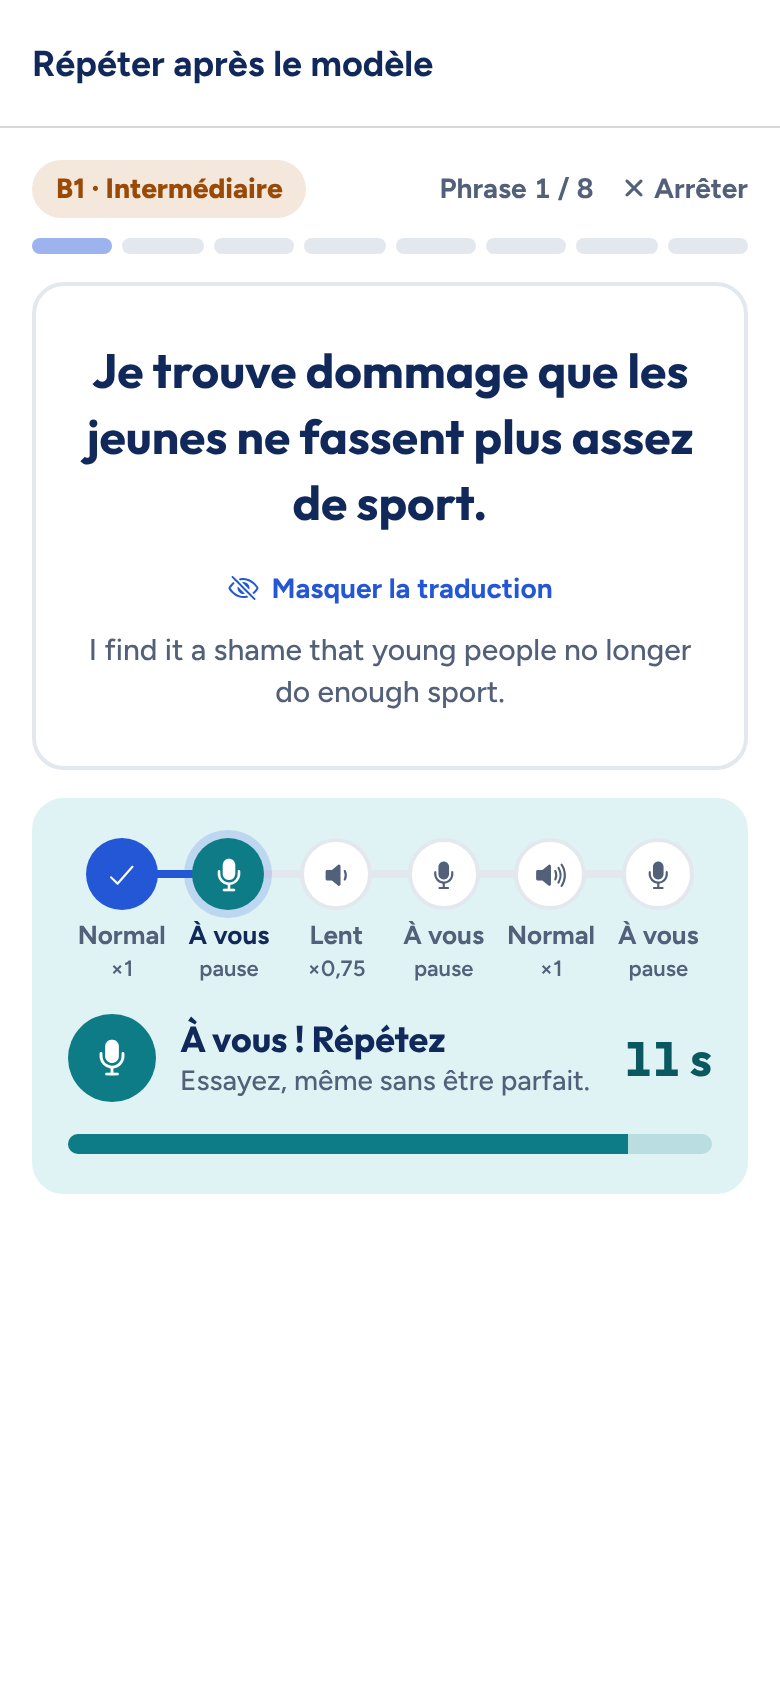 Répéter après le modèle
B1 · Intermédiaire
Phrase 1 / 8
Arrêter
Je trouve dommage que les
jeunes ne fassent plus assez
de sport.
Masquer la traduction
I find it a shame that young people no longer
do enough sport.
Normal À vous Lent À vous Normal À vous
×1 pause ×0,75 pause ×1 pause
À vous ! Répétez
Essayez, même sans être parfait.
11 s